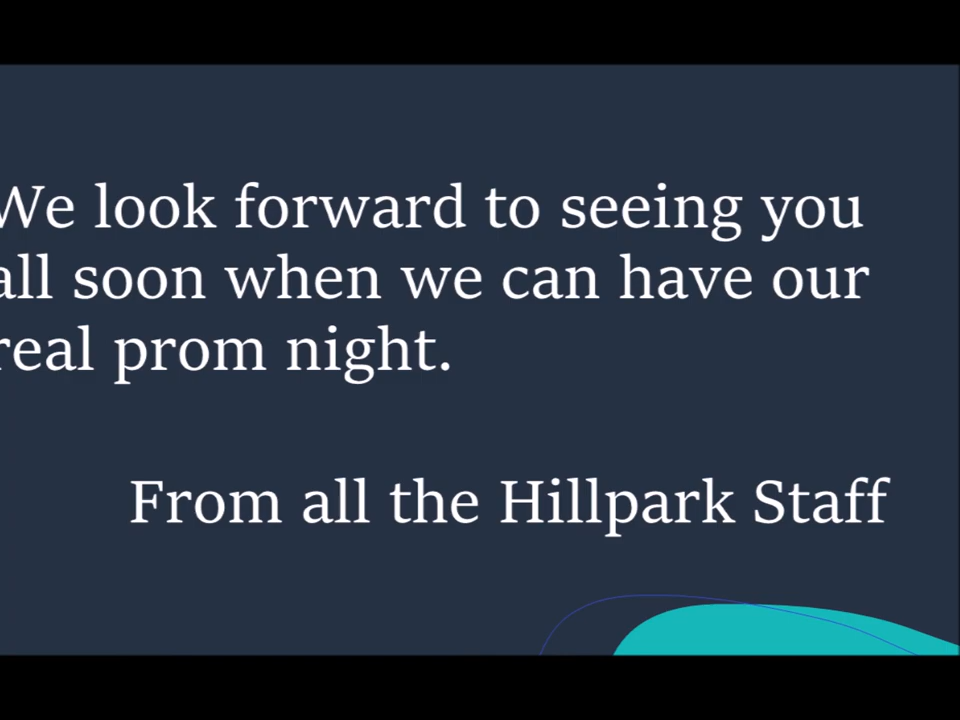 We look forward to seeing you
all soon when we can have our
real prom night.
From all the Hillpark Staff